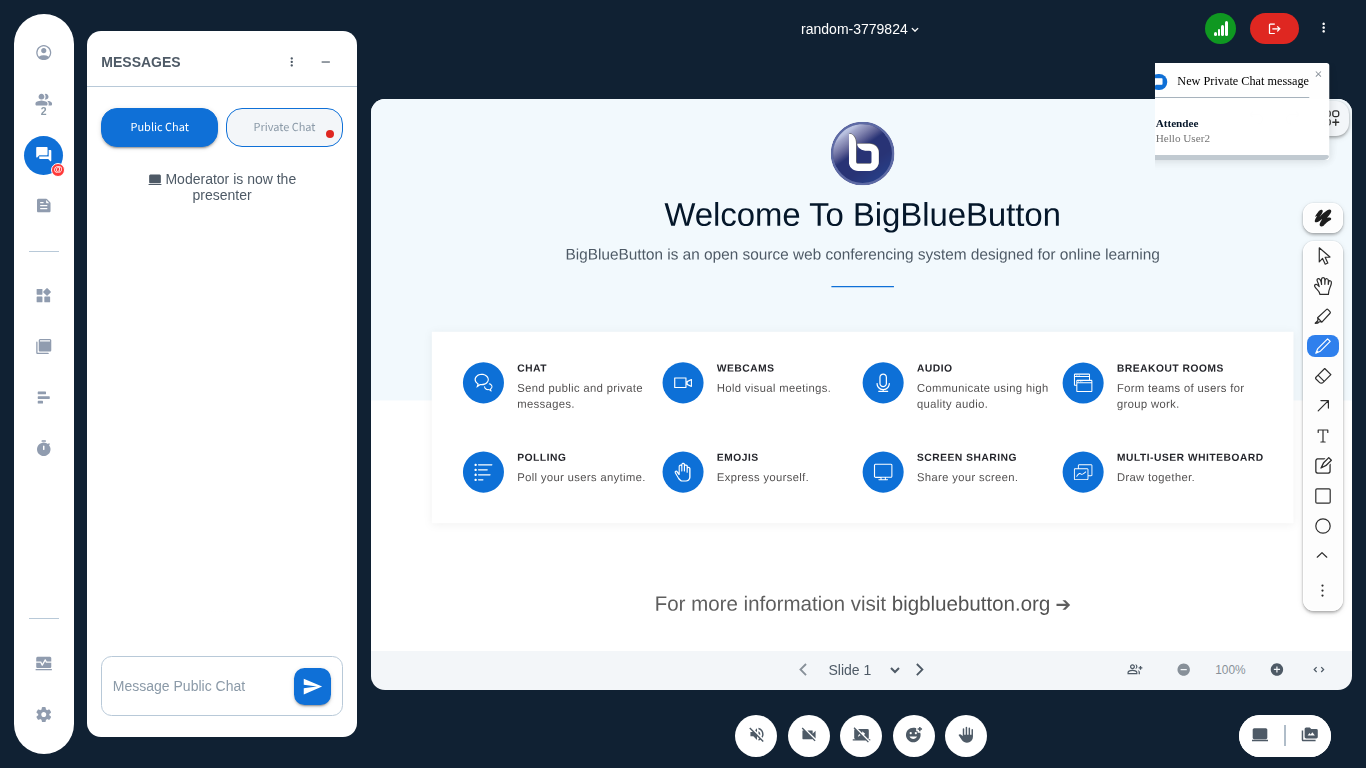 random-3779824
MESSAGES
2
Public Chat
Private Chat
@
Moderator is now the
presenter
Message Public Chat
New Private Chat message
×
Attendee
Hello User2
Welcome To BigBlueButton
BigBlueButton is an open source web conferencing system designed for online learning
CHAT
Send public and private
messages.
WEBCAMS
Hold visual meetings.
AUDIO
Communicate using high
quality audio.
BREAKOUT ROOMS
Form teams of users for
group work.
POLLING
Poll your users anytime.
EMOJIS
Express yourself.
SCREEN SHARING
Share your screen.
MULTI-USER WHITEBOARD
Draw together.
For more information visit bigbluebutton.org ➔
Slide 1
100%